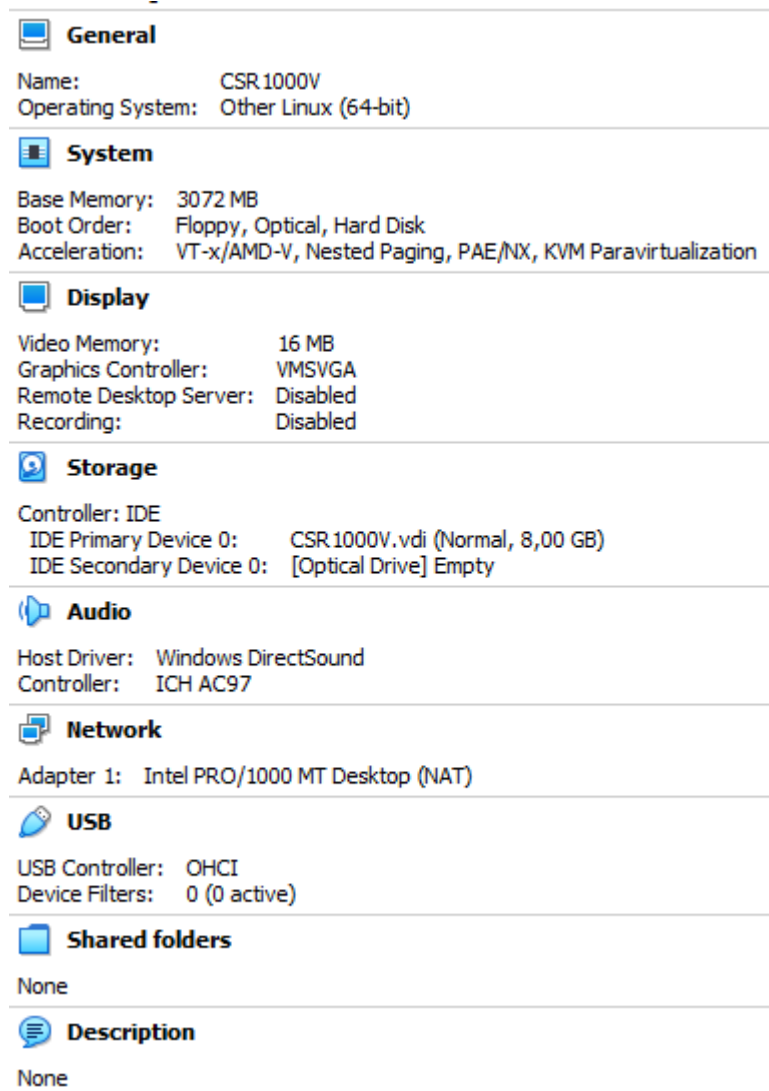 General
Name: CSR1000V
Operating System: Other Linux (64-bit)
System
Base Memory: 3072 MB
Boot Order: Floppy, Optical, Hard Disk
Acceleration: VT-x/AMD-V, Nested Paging, PAE/NX, KVM Paravirtualization
Display
Video Memory: 16 MB
Graphics Controller: VMSVGA
Remote Desktop Server: Disabled
Recording: Disabled
Storage
Controller: IDE
IDE Primary Device 0: CSR1000V.vdi (Normal, 8,00 GB)
IDE Secondary Device 0: [Optical Drive] Empty
Audio
Host Driver: Windows DirectSound
Controller: ICH AC97
Network
Adapter 1: Intel PRO/1000 MT Desktop (NAT)
USB
USB Controller: OHCI
Device Filters: 0 (0 active)
Shared folders
None
Description
None